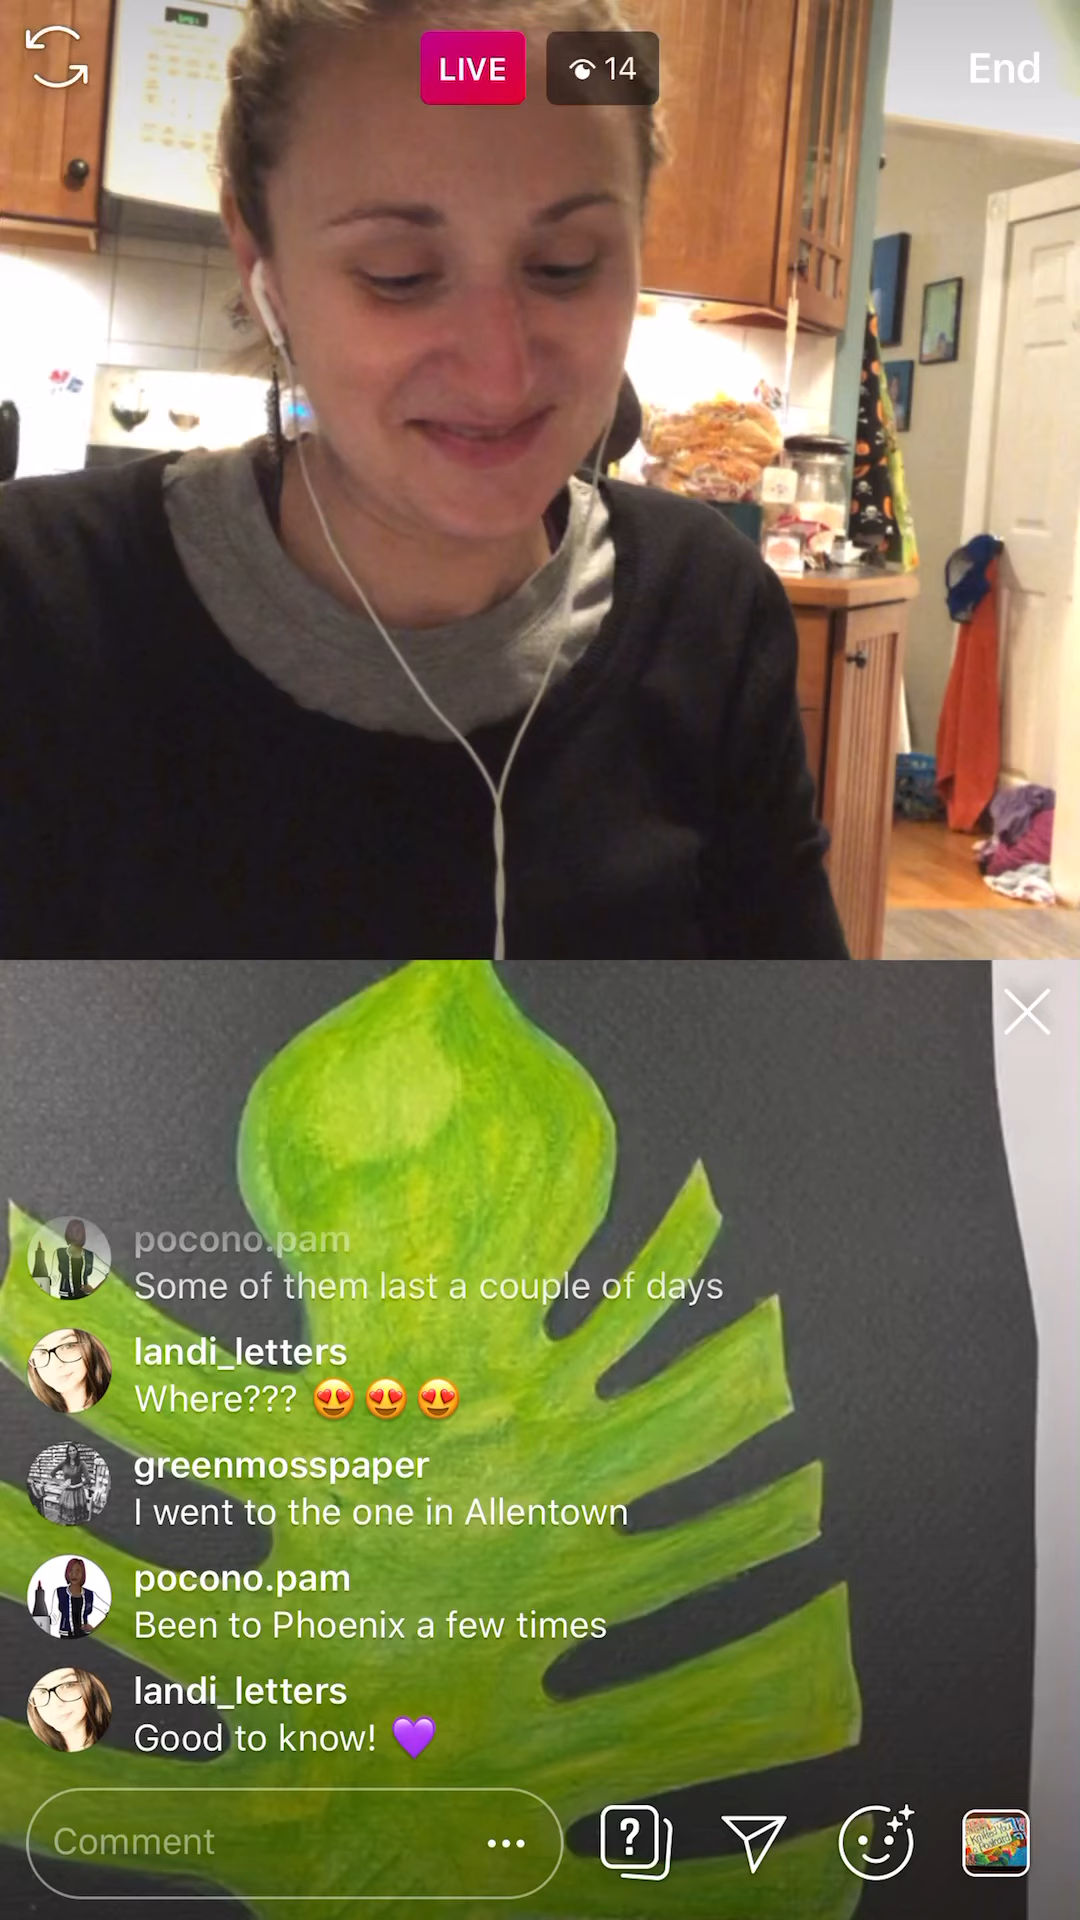 LIVE
14
End
pocono.pam
Some of them last a couple of days
landi_letters
Where??? 😍 😍 😍
greenmosspaper
I went to the one in Allentown
pocono.pam
Been to Phoenix a few times
landi_letters
Good to know! 💜
Comment